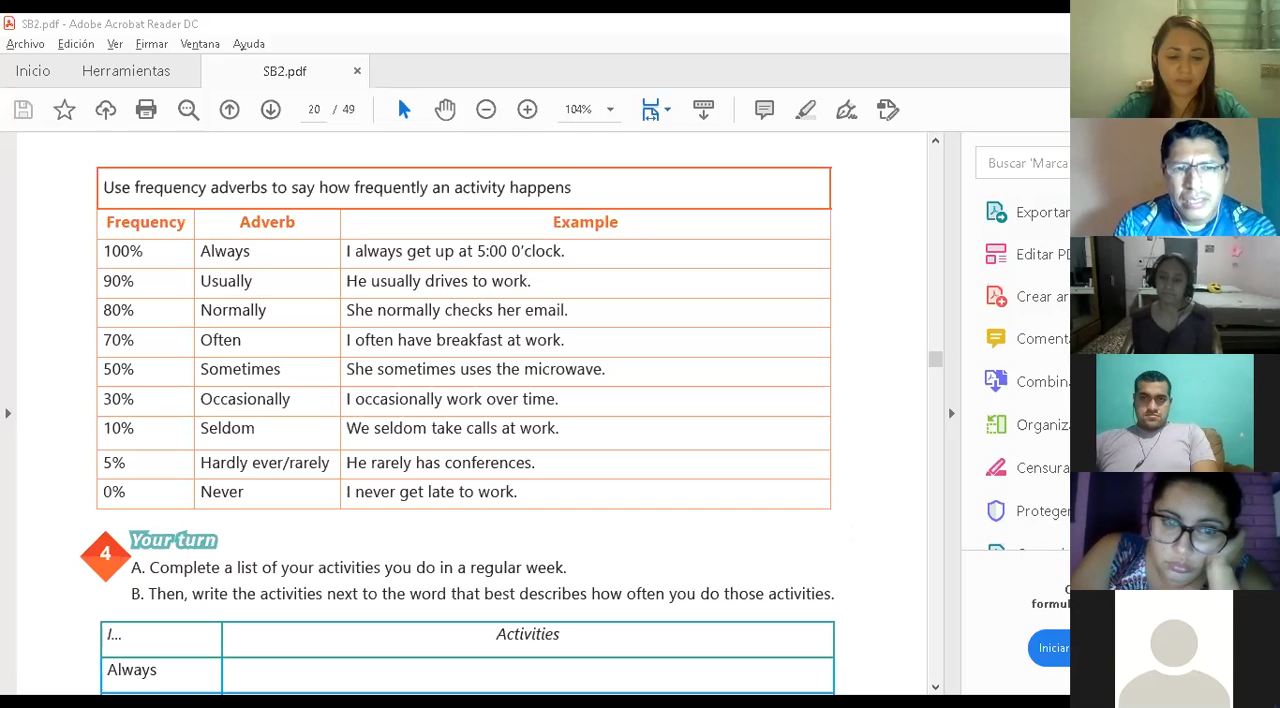 SB2.pdf - Adobe Acrobat Reader DC
Archivo Edición Ver Firmar Ventana Ayuda
Inicio Herramientas SB2.pdf ×
20 / 49 104%
Use frequency adverbs to say how frequently an activity happens
Frequency Adverb Example
100% Always I always get up at 5:00 0'clock.
90% Usually He usually drives to work.
80% Normally She normally checks her email.
70% Often I often have breakfast at work.
50% Sometimes She sometimes uses the microwave.
30% Occasionally I occasionally work over time.
10% Seldom We seldom take calls at work.
5% Hardly ever/rarely He rarely has conferences.
0% Never I never get late to work.
4 Your turn
A. Complete a list of your activities you do in a regular week.
B. Then, write the activities next to the word that best describes how often you do those activities.
I... Activities
Always
Buscar 'Marca
Exportar
Editar PD
Crear ar
Coment
Combin
Organiz
Censura
Proteger
formul
Iniciar